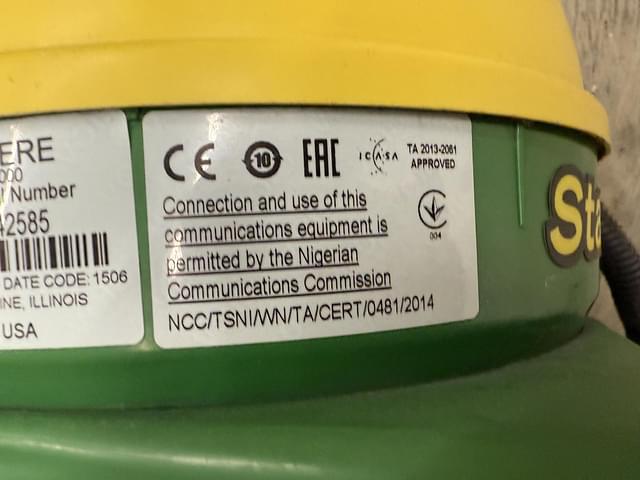 ERE
000
l Number
42585
DATE CODE: 1506
INE, ILLINOIS
USA
CE
10
EAC
ICASA
TA 2013-2061
APPROVED
Connection and use of this
communications equipment is
permitted by the Nigerian
Communications Commission
NCC/TSNI/WN/TA/CERT/0481/2014
004
Sta